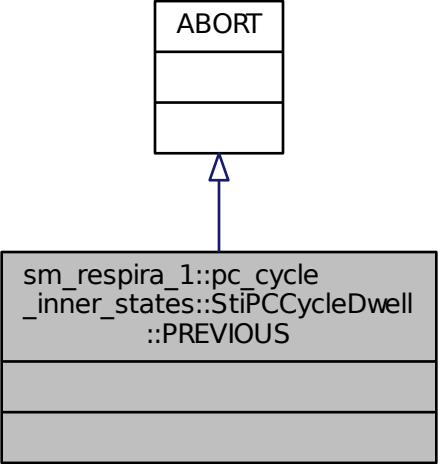 ABORT
sm_respira_1::pc_cycle
_inner_states::StiPCCycleDwell
::PREVIOUS